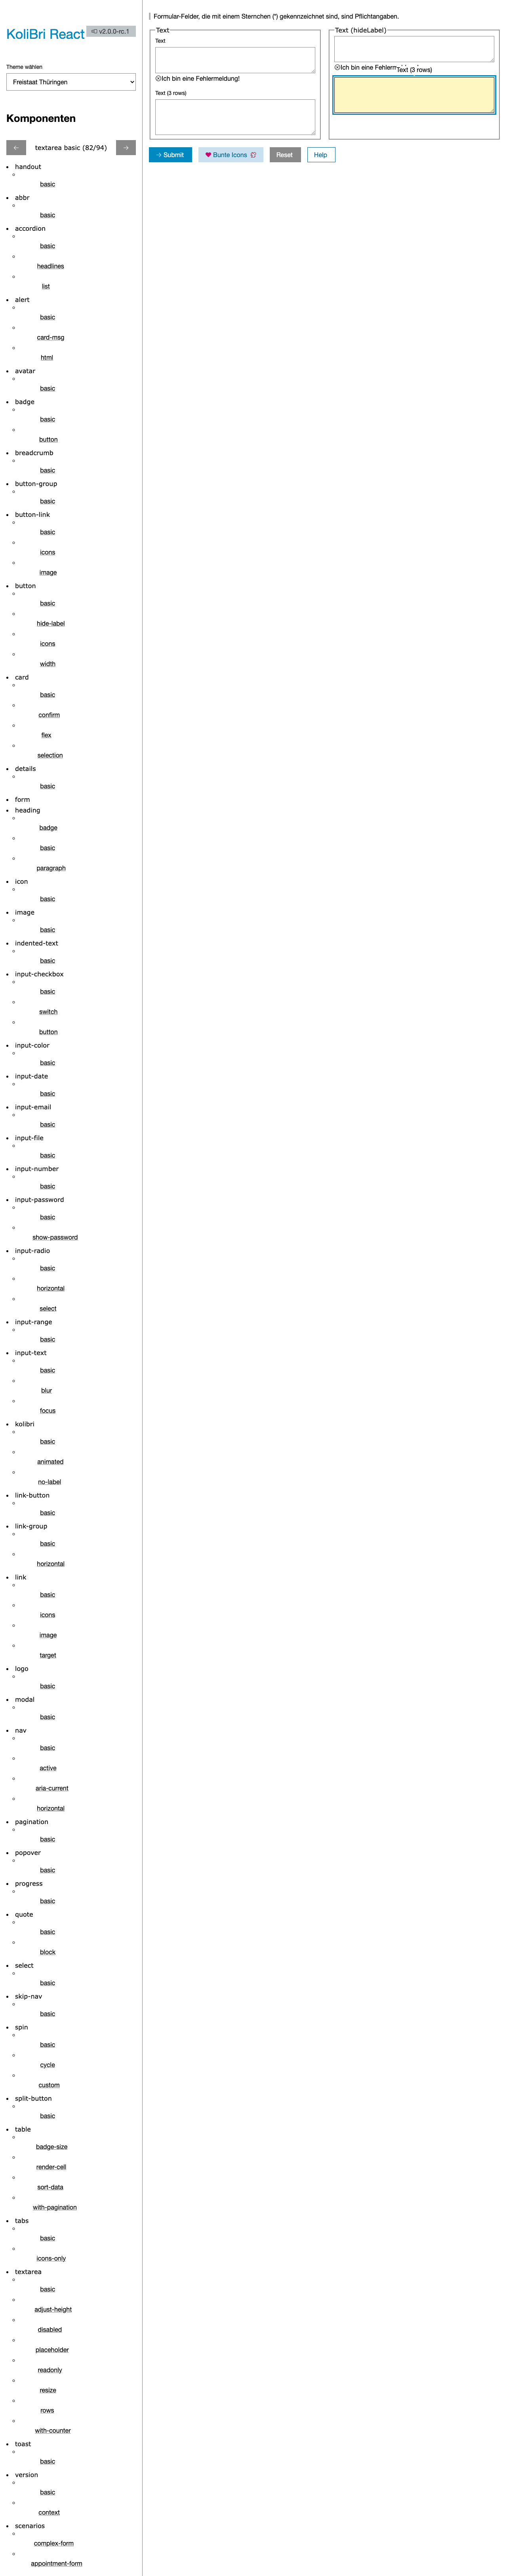 KoliBri React
v2.0.0-rc.1
Theme wählen
Freistaat Thüringen
Komponenten
textarea basic (82/94)
handout
basic
abbr
basic
accordion
basic
headlines
list
alert
basic
card-msg
html
avatar
basic
badge
basic
button
breadcrumb
basic
button-group
basic
button-link
basic
icons
image
button
basic
hide-label
icons
width
card
basic
confirm
flex
selection
details
basic
form
heading
badge
basic
paragraph
icon
basic
image
basic
indented-text
basic
input-checkbox
basic
switch
button
input-color
basic
input-date
basic
input-email
basic
input-file
basic
input-number
basic
input-password
basic
show-password
input-radio
basic
horizontal
select
input-range
basic
input-text
basic
blur
focus
kolibri
basic
animated
no-label
link-button
basic
link-group
basic
horizontal
link
basic
icons
image
target
logo
basic
modal
basic
nav
basic
active
aria-current
horizontal
pagination
basic
popover
basic
progress
basic
quote
basic
block
select
basic
skip-nav
basic
spin
basic
cycle
custom
split-button
basic
table
badge-size
render-cell
sort-data
with-pagination
tabs
basic
icons-only
textarea
basic
adjust-height
disabled
placeholder
readonly
resize
rows
with-counter
toast
basic
version
basic
context
scenarios
complex-form
appointment-form
Formular-Felder, die mit einem Sternchen (*) gekennzeichnet sind, sind Pflichtangaben.
Text
Text
Ich bin eine Fehlermeldung!
Text (3 rows)
Text (hideLabel)
Ich bin eine
Text (3 rows)
Submit
Bunte Icons
Reset
Help